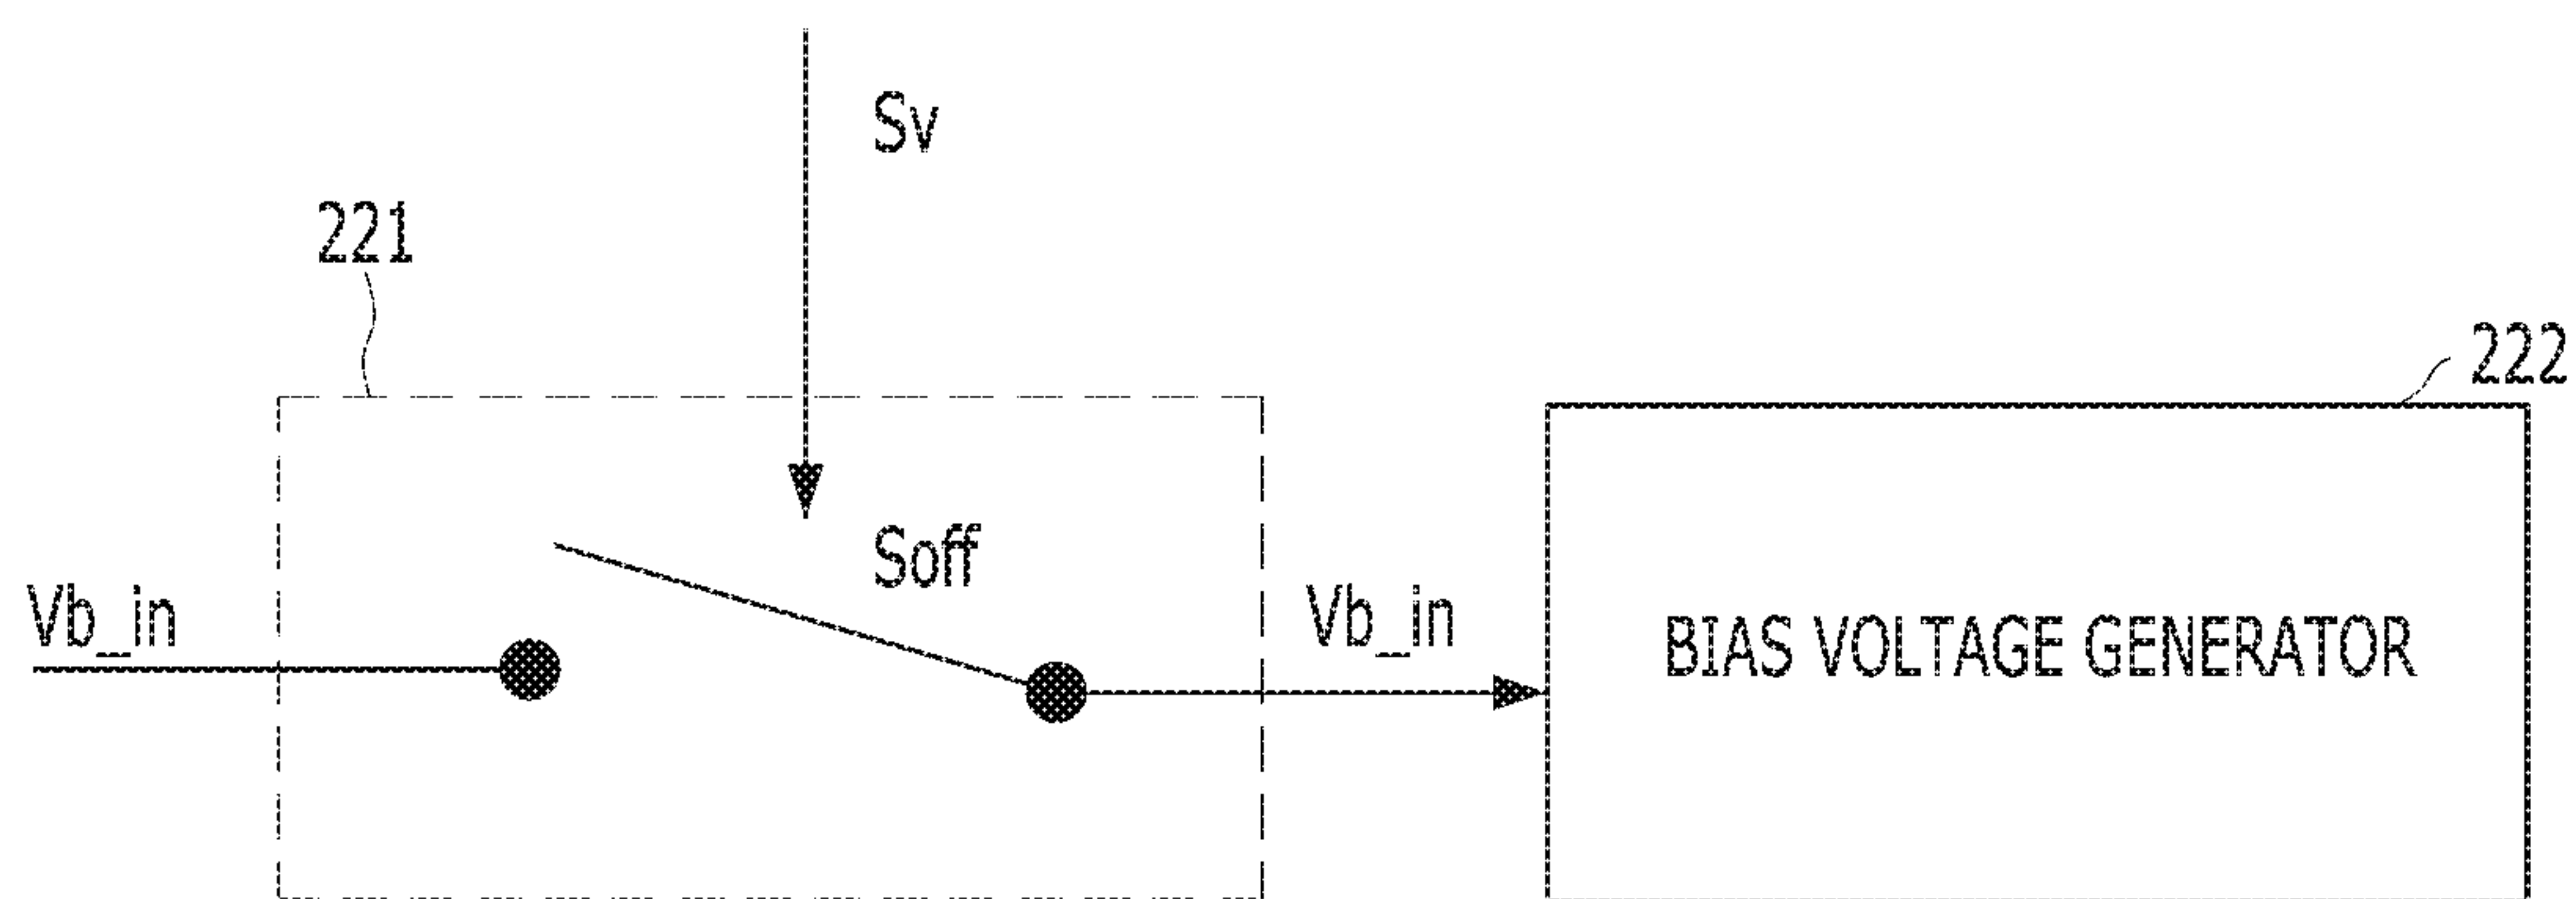 Sv
221
222
Soff
Vb_in
Vb_in
BIAS VOLTAGE GENERATOR